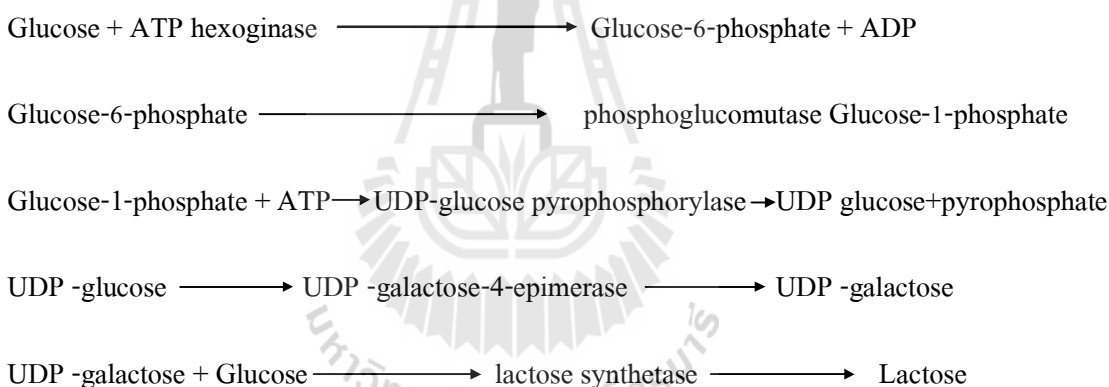 Glucose + ATP hexoginase → Glucose-6-phosphate + ADP
Glucose-6-phosphate → phosphoglucomutase Glucose-1-phosphate
Glucose-1-phosphate + ATP → UDP-glucose pyrophosphorylase → UDP glucose+pyrophosphate
UDP -glucose → UDP -galactose-4-epimerase → UDP -galactose
UDP -galactose + Glucose → lactose synthetase → Lactose